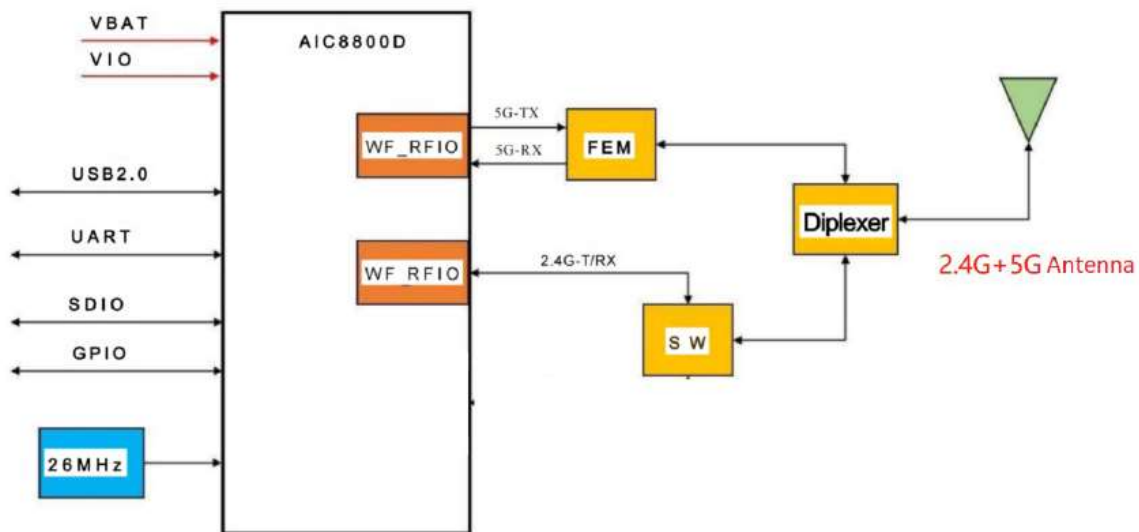 VBAT
VIO
AIC8800D
5G-TX
WF_RFIO
5G-RX
FEM
USB2.0
Diplexer
UART
WF_RFIO
2.4G-T/RX
2.4G+5G Antenna
SDIO
S W
GPIO
26MHz